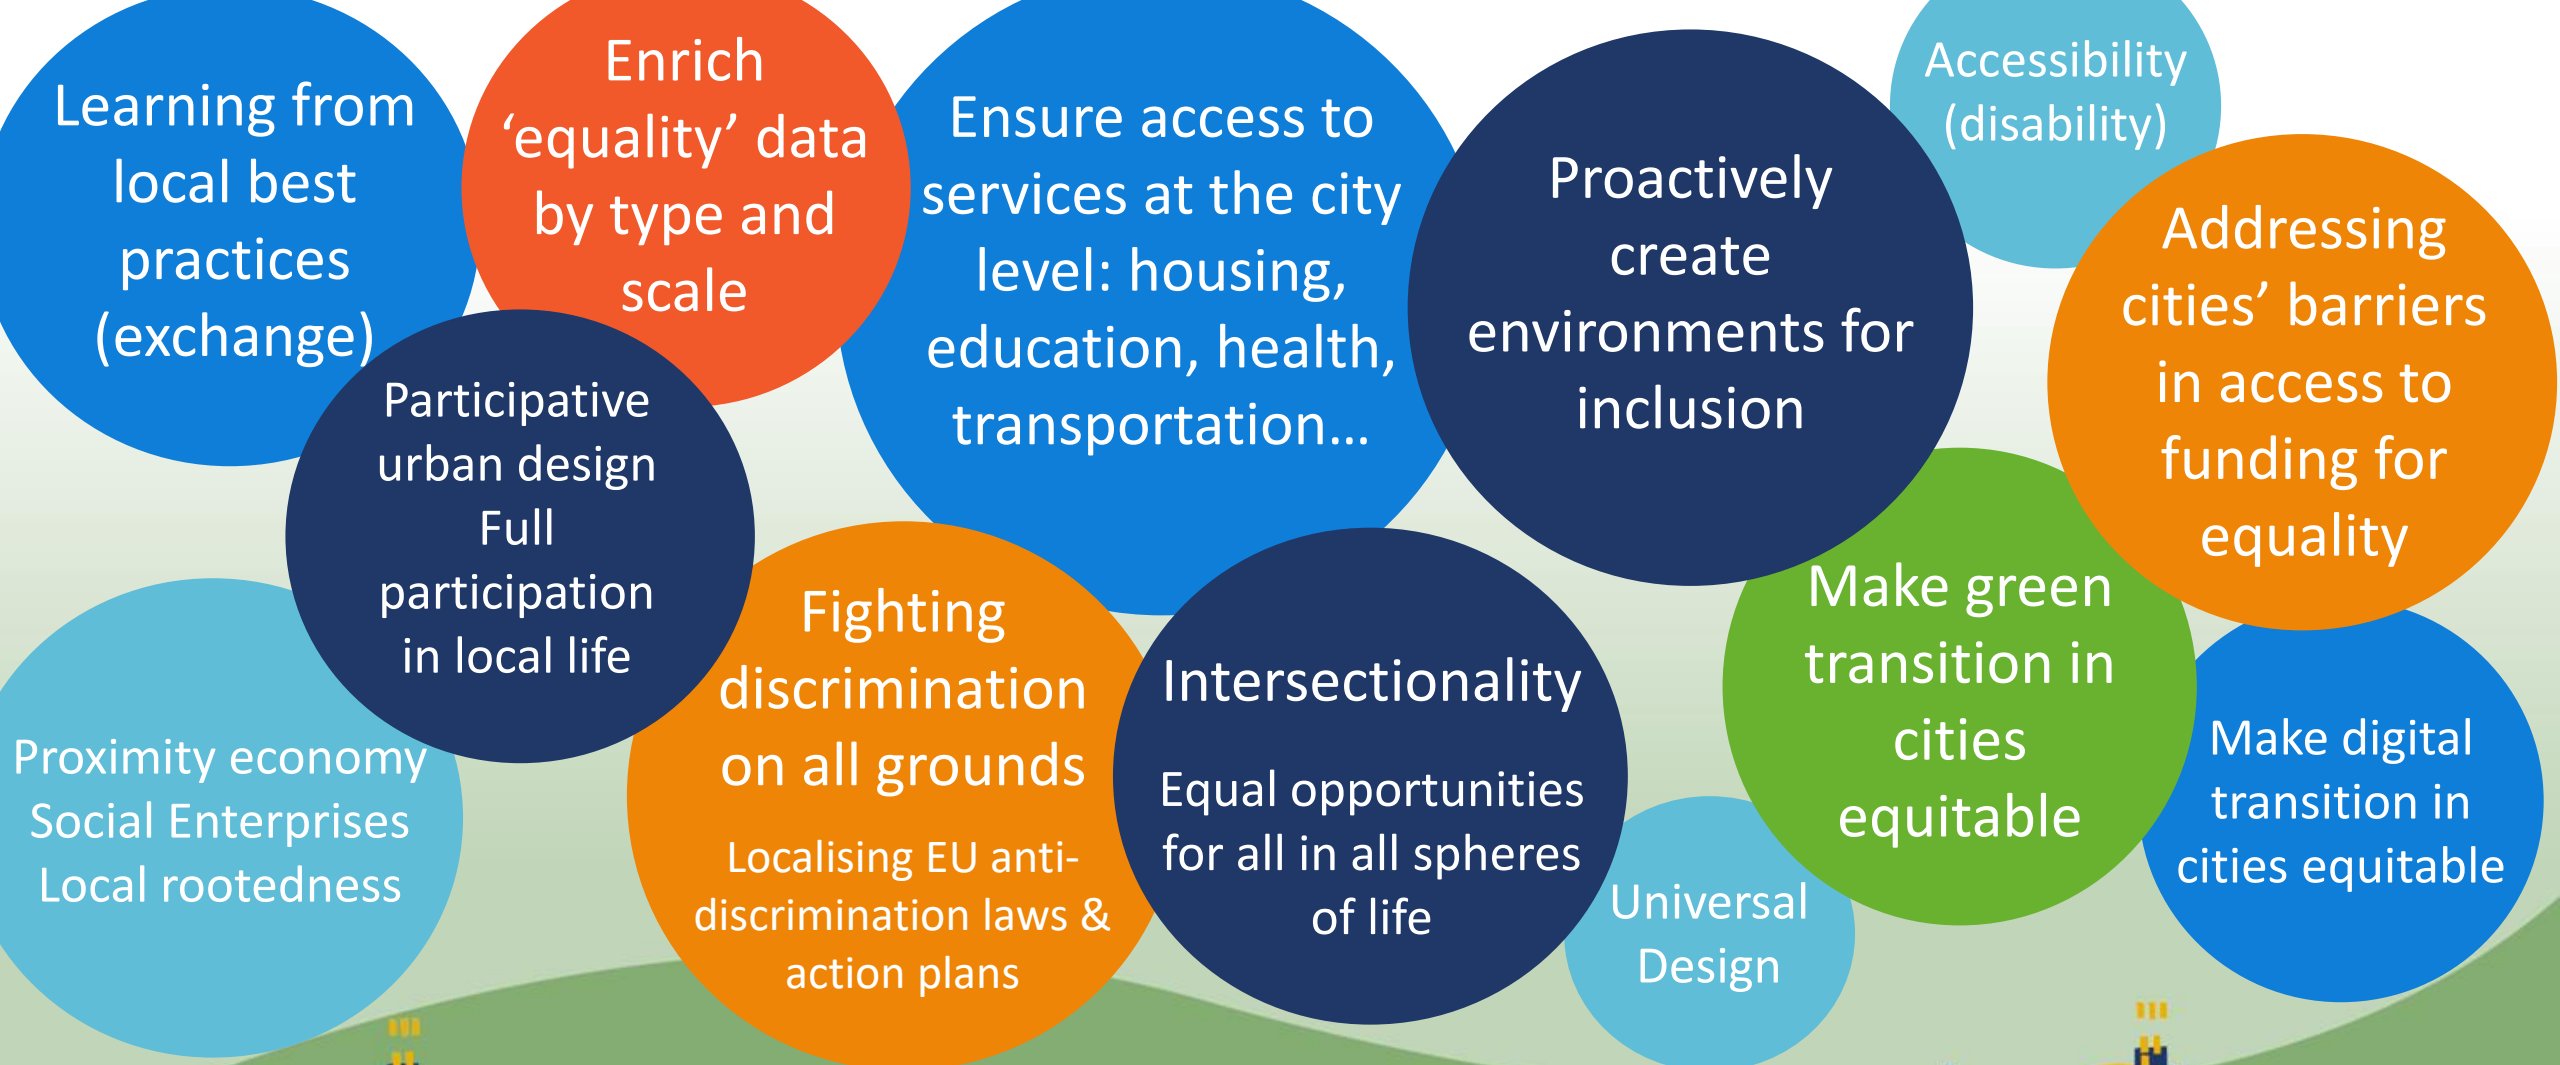 Learning from
local best
practices
(exchange)
Enrich
‘equality’ data
by type and
scale
Ensure access to
services at the city
level: housing,
education, health,
transportation…
Proactively
create
environments for
inclusion
Accessibility
(disability)
Addressing
cities’ barriers
in access to
funding for
equality
Participative
urban design
Full
participation
in local life
Proximity economy
Social Enterprises
Local rootedness
Fighting
discrimination
on all grounds
Localising EU anti-
discrimination laws &
action plans
Intersectionality
Equal opportunities
for all in all spheres
of life
Universal
Design
Make green
transition in
cities
equitable
Make digital
transition in
cities equitable